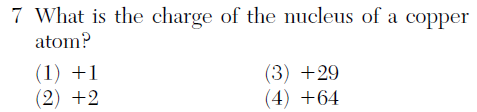 7 What is the charge of the nucleus of a copper
atom?
(1) +1 (3) +29
(2) +2 (4) +64